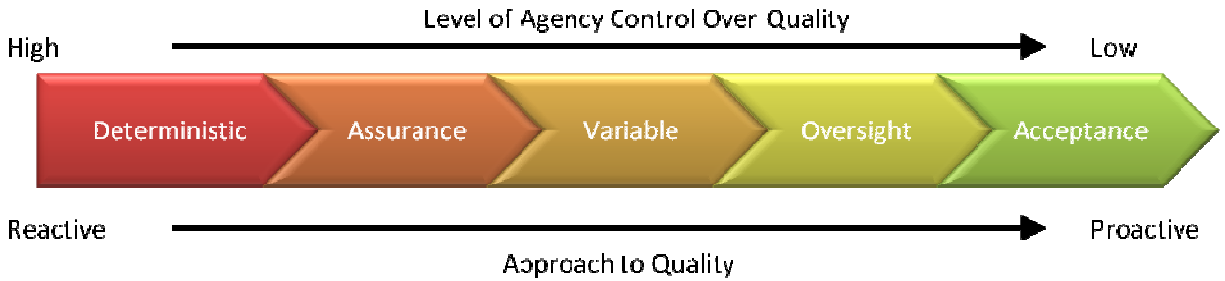 Level of Agency Control Over Quality
High
Low
Deterministic
Assurance
Variable
Oversight
Acceptance
Reactive
Proactive
Approach to Quality